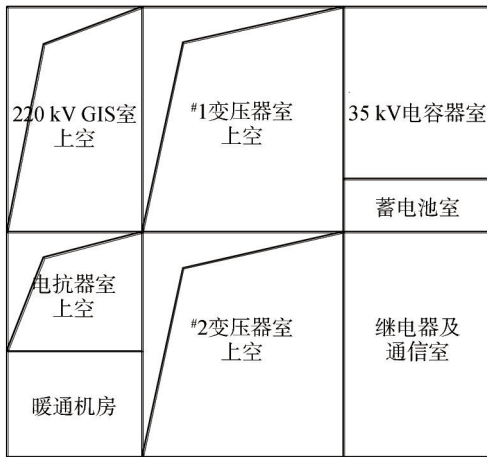 220 kV GIS室
上空
#1变压器室
上空
35 kV电容器室
蓄电池室
电抗器室
上空
#2变压器室
上空
继电器及
通信室
暖通机房